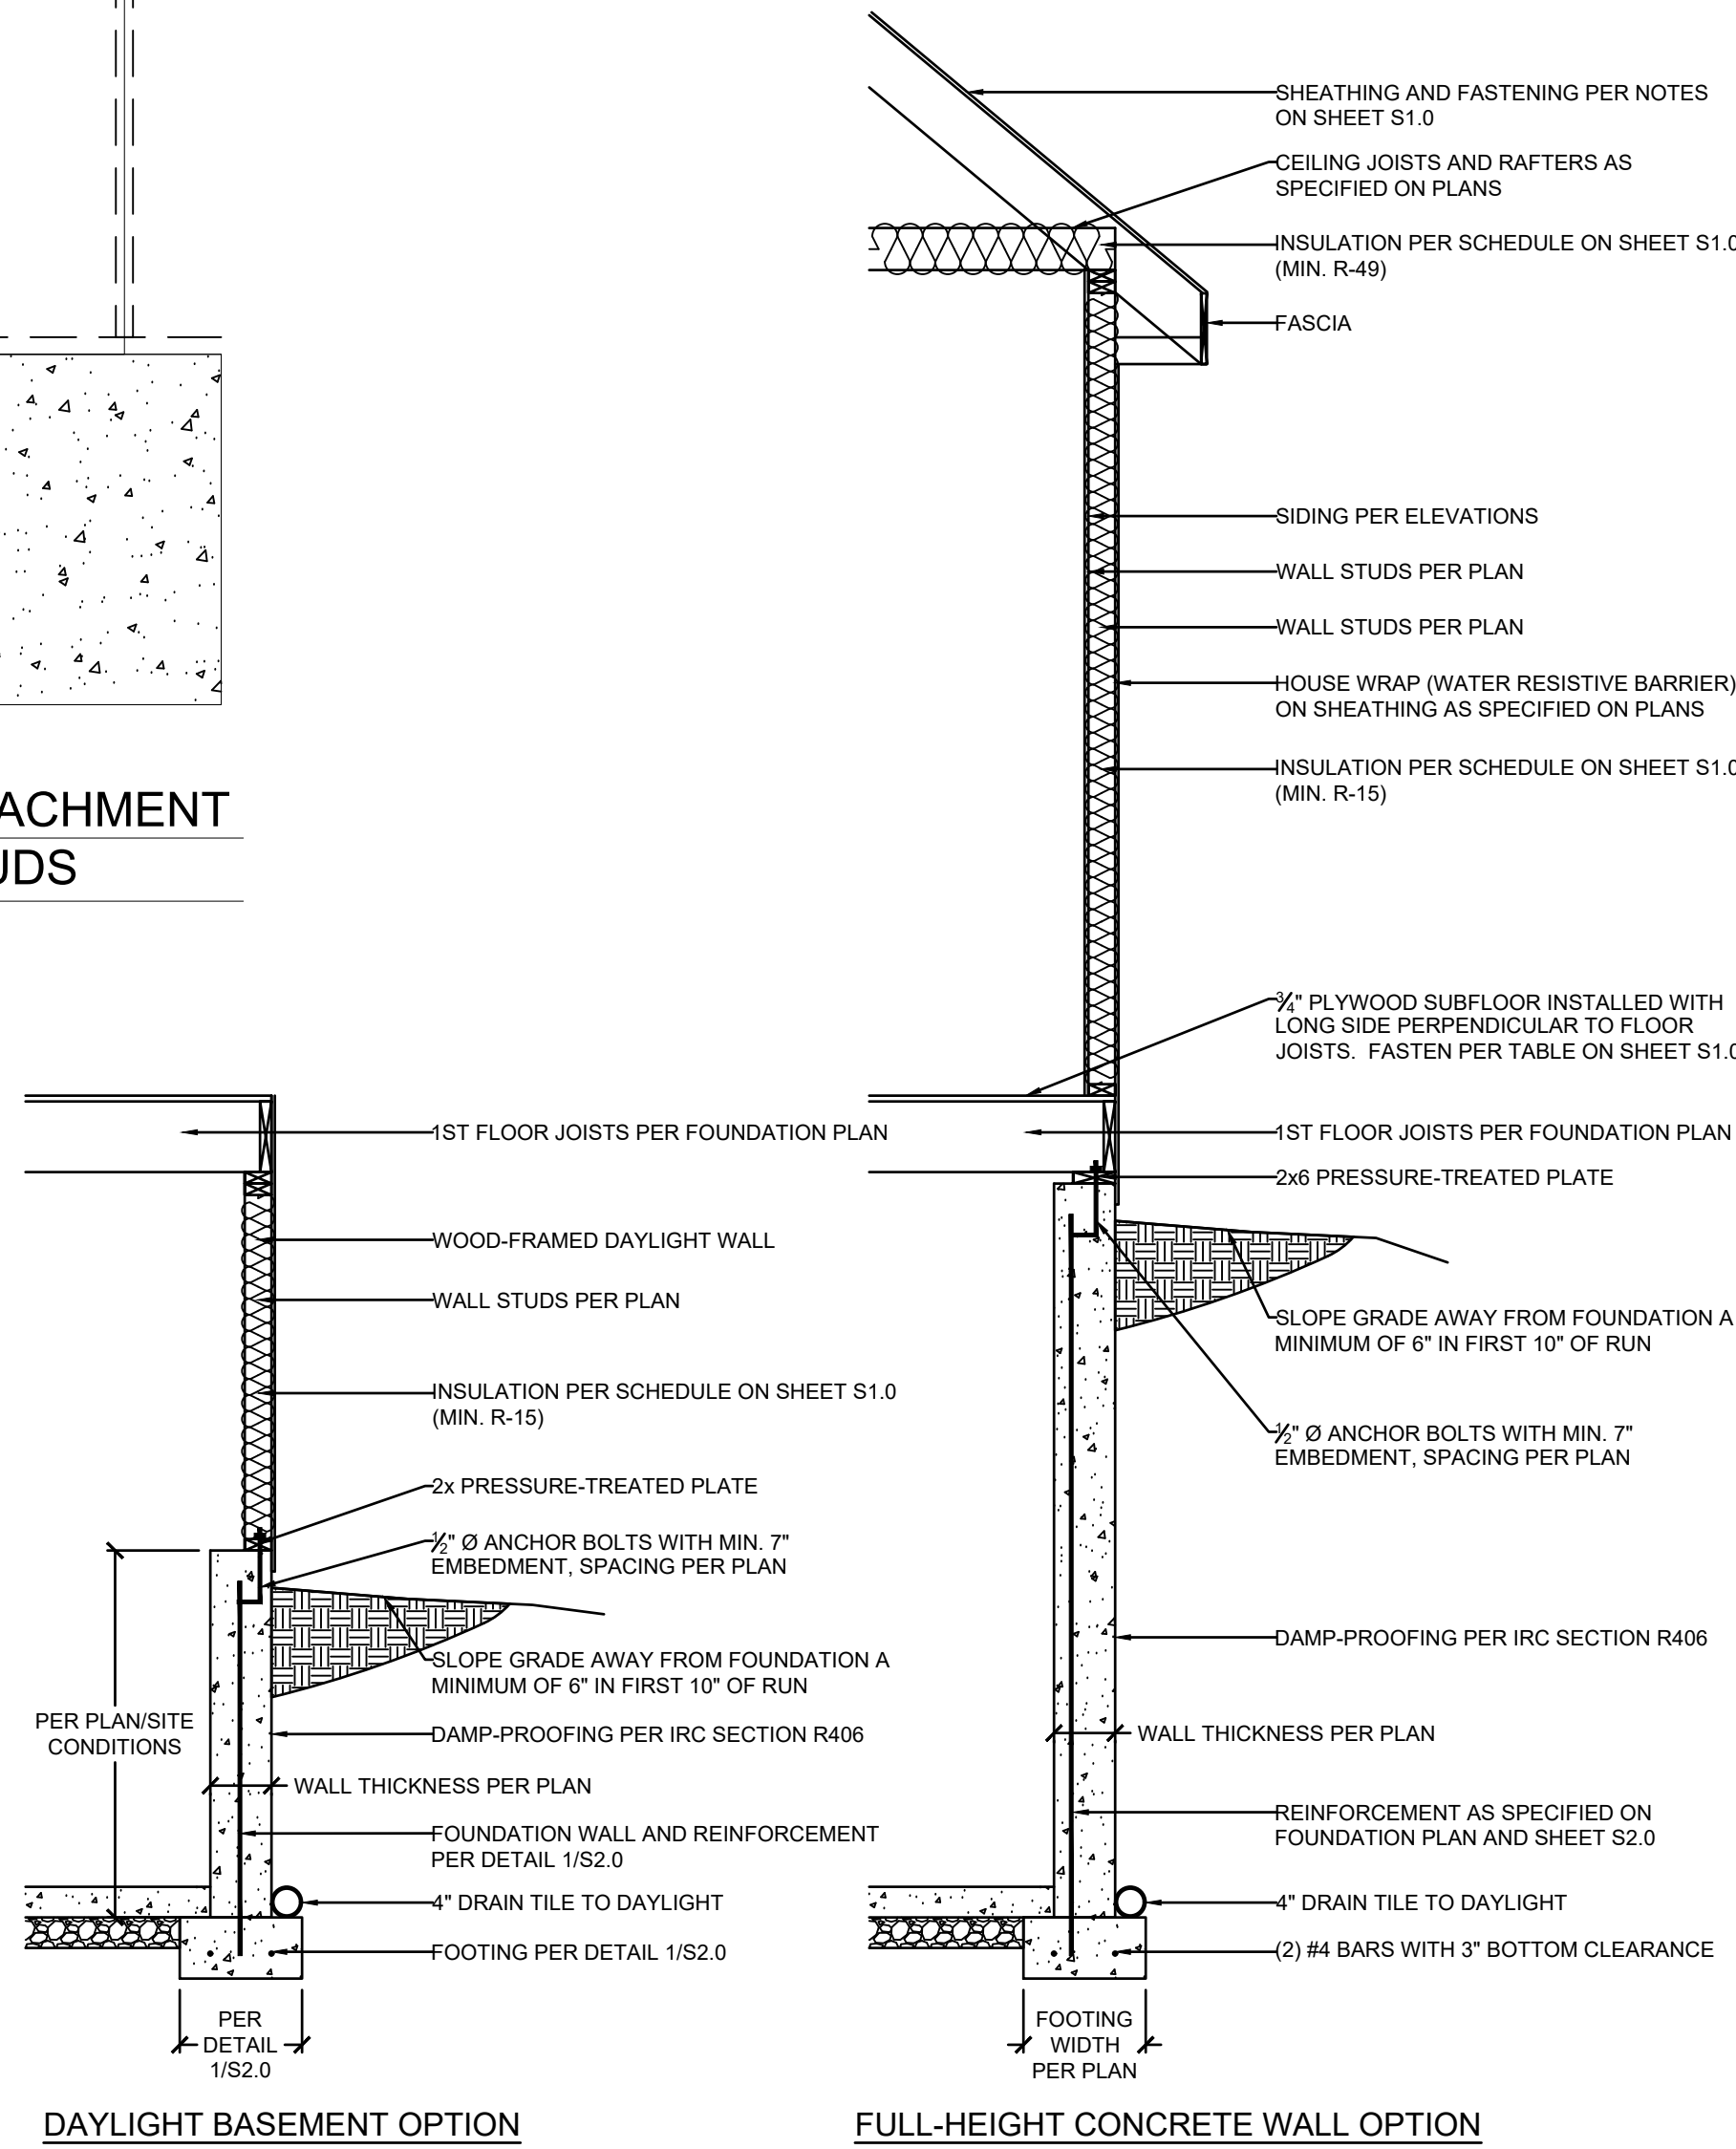 ACHMENT
UDS
SHEATHING AND FASTENING PER NOTES
ON SHEET S1.0
CEILING JOISTS AND RAFTERS AS
SPECIFIED ON PLANS
INSULATION PER SCHEDULE ON SHEET S1.0
(MIN. R-49)
FASCIA
SIDING PER ELEVATIONS
WALL STUDS PER PLAN
WALL STUDS PER PLAN
HOUSE WRAP (WATER RESISTIVE BARRIER)
ON SHEATHING AS SPECIFIED ON PLANS
INSULATION PER SCHEDULE ON SHEET S1.0
(MIN. R-15)
3/4" PLYWOOD SUBFLOOR INSTALLED WITH
LONG SIDE PERPENDICULAR TO FLOOR
JOISTS. FASTEN PER TABLE ON SHEET S1.0
1ST FLOOR JOISTS PER FOUNDATION PLAN
2x6 PRESSURE-TREATED PLATE
SLOPE GRADE AWAY FROM FOUNDATION A
MINIMUM OF 6" IN FIRST 10" OF RUN
1/2" Ø ANCHOR BOLTS WITH MIN. 7"
EMBEDMENT, SPACING PER PLAN
DAMP-PROOFING PER IRC SECTION R406
WALL THICKNESS PER PLAN
REINFORCEMENT AS SPECIFIED ON
FOUNDATION PLAN AND SHEET S2.0
4" DRAIN TILE TO DAYLIGHT
(2) #4 BARS WITH 3" BOTTOM CLEARANCE
FOOTING
WIDTH
PER PLAN
FULL-HEIGHT CONCRETE WALL OPTION
1ST FLOOR JOISTS PER FOUNDATION PLAN
WOOD-FRAMED DAYLIGHT WALL
WALL STUDS PER PLAN
INSULATION PER SCHEDULE ON SHEET S1.0
(MIN. R-15)
2x PRESSURE-TREATED PLATE
1/2" Ø ANCHOR BOLTS WITH MIN. 7"
EMBEDMENT, SPACING PER PLAN
SLOPE GRADE AWAY FROM FOUNDATION A
MINIMUM OF 6" IN FIRST 10" OF RUN
PER PLAN/SITE
CONDITIONS
DAMP-PROOFING PER IRC SECTION R406
WALL THICKNESS PER PLAN
FOUNDATION WALL AND REINFORCEMENT
PER DETAIL 1/S2.0
4" DRAIN TILE TO DAYLIGHT
FOOTING PER DETAIL 1/S2.0
PER
DETAIL
1/S2.0
DAYLIGHT BASEMENT OPTION